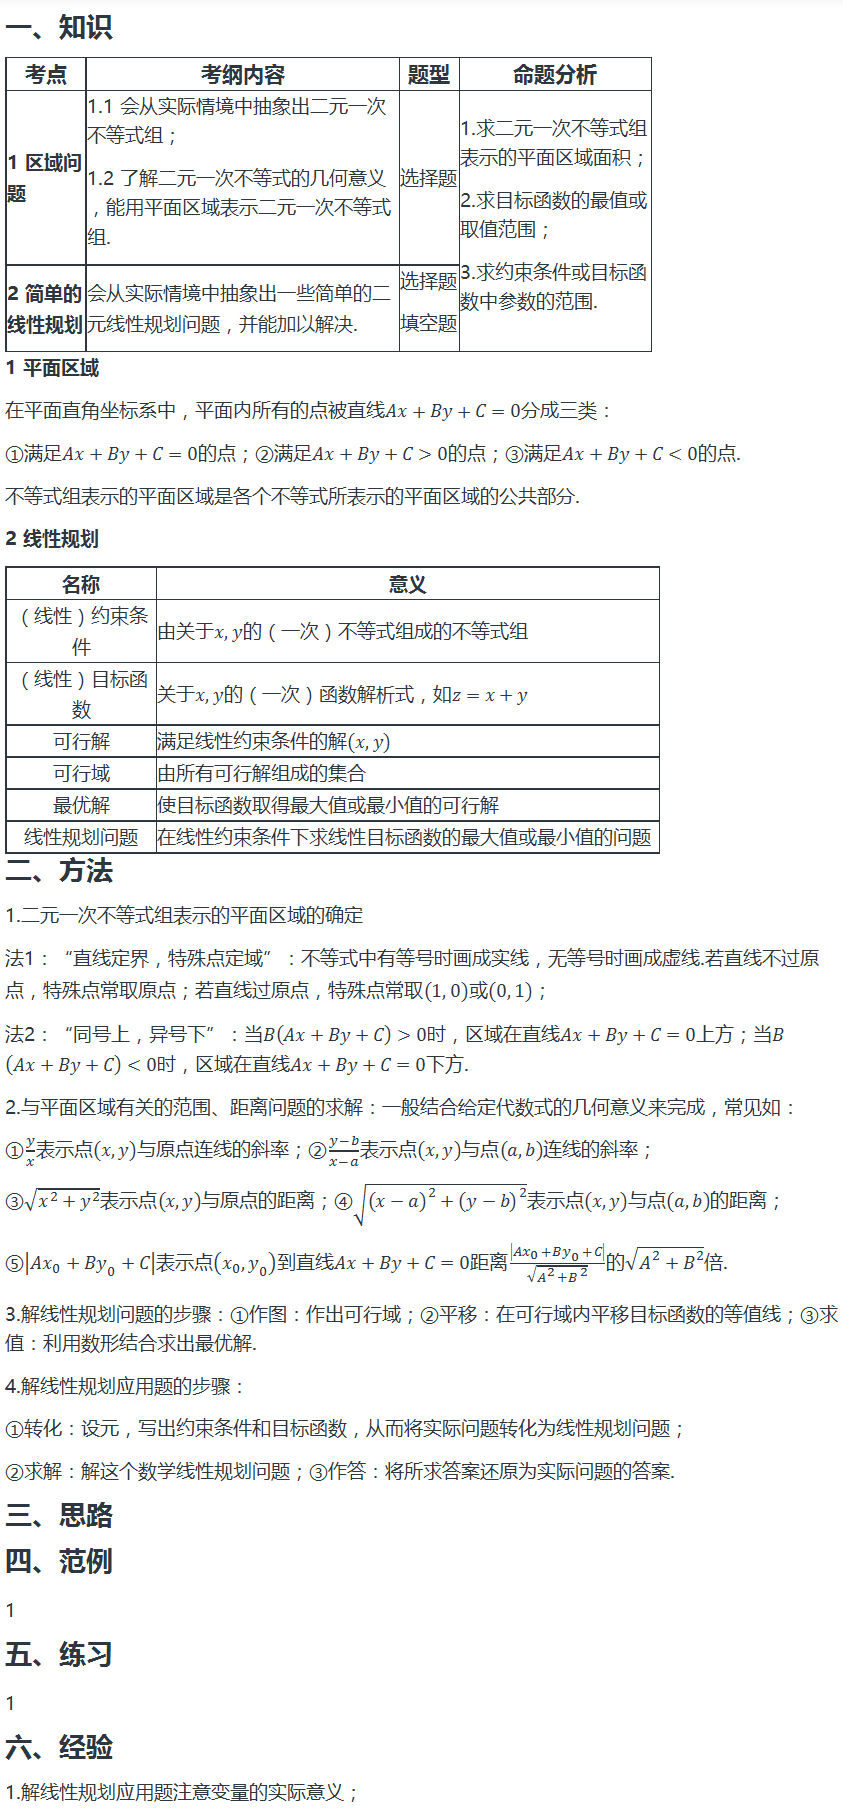 一、知识
考点 考纲内容 题型 命题分析
1 区域问题
1.1 会从实际情境中抽象出二元一次
不等式组；
1.2 了解二元一次不等式的几何意义
，能用平面区域表示二元一次不等式
组.
选择题
1.求二元一次不等式组
表示的平面区域面积；
2.求目标函数的最值或
取值范围；
3.求约束条件或目标函
数中参数的范围.
2 简单的
线性规划
会从实际情境中抽象出一些简单的二
元线性规划问题，并能加以解决.
选择题
填空题
1 平面区域
在平面直角坐标系中，平面内所有的点被直线Ax + By + C = 0分成三类：
①满足Ax + By + C = 0的点；②满足Ax + By + C > 0的点；③满足Ax + By + C < 0的点.
不等式组表示的平面区域是各个不等式所表示的平面区域的公共部分.
2 线性规划
名称 意义
（线性）约束条
件
由关于x, y的（一次）不等式组成的不等式组
（线性）目标函
数
关于x, y的（一次）函数解析式，如z = x + y
可行解 满足线性约束条件的解(x, y)
可行域 由所有可行解组成的集合
最优解 使目标函数取得最大值或最小值的可行解
线性规划问题 在线性约束条件下求线性目标函数的最大值或最小值的问题
二、方法
1.二元一次不等式组表示的平面区域的确定
法1：“直线定界，特殊点定域”：不等式中有等号时画成实线，无等号时画成虚线.若直线不过原
点，特殊点常取原点；若直线过原点，特殊点常取(1, 0)或(0, 1)；
法2：“同号上，异号下”：当B(Ax + By + C) > 0时，区域在直线Ax + By + C = 0上方；当B
(Ax + By + C) < 0时，区域在直线Ax + By + C = 0下方.
2.与平面区域有关的范围、距离问题的求解：一般结合给定代数式的几何意义来完成，常见如：
①y/x表示点(x, y)与原点连线的斜率；②(y−b)/(x−a)表示点(x, y)与点(a, b)连线的斜率；
③√(x² + y²)表示点(x, y)与原点的距离；④√((x − a)² + (y − b)²)表示点(x, y)与点(a, b)的距离；
⑤|Ax₀ + By₀ + C|表示点(x₀, y₀)到直线Ax + By + C = 0距离|Ax₀+By₀+C|/√(A²+B²)的√(A² + B²)倍.
3.解线性规划问题的步骤：①作图：作出可行域；②平移：在可行域内平移目标函数的等值线；③求
值：利用数形结合求出最优解.
4.解线性规划应用题的步骤：
①转化：设元，写出约束条件和目标函数，从而将实际问题转化为线性规划问题；
②求解：解这个数学线性规划问题；③作答：将所求答案还原为实际问题的答案.
三、思路
四、范例
1
五、练习
1
六、经验
1.解线性规划应用题注意变量的实际意义；